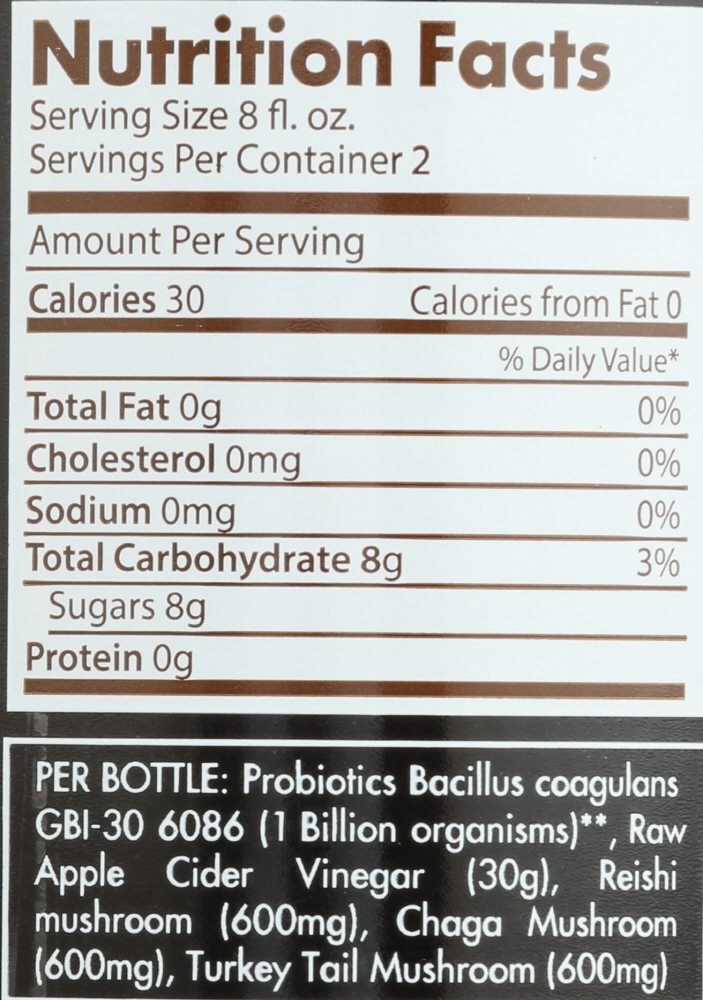 Nutrition Facts
Serving Size 8 fl. oz.
Servings Per Container 2
Amount Per Serving
Calories 30 Calories from Fat 0
% Daily Value*
Total Fat 0g 0%
Cholesterol 0mg 0%
Sodium 0mg 0%
Total Carbohydrate 8g 3%
Sugars 8g
Protein 0g
PER BOTTLE: Probiotics Bacillus coagulans
GBI-30 6086 (1 Billion organisms)**, Raw
Apple Cider Vinegar (30g), Reishi
mushroom (600mg), Chaga Mushroom
(600mg), Turkey Tail Mushroom (600mg)